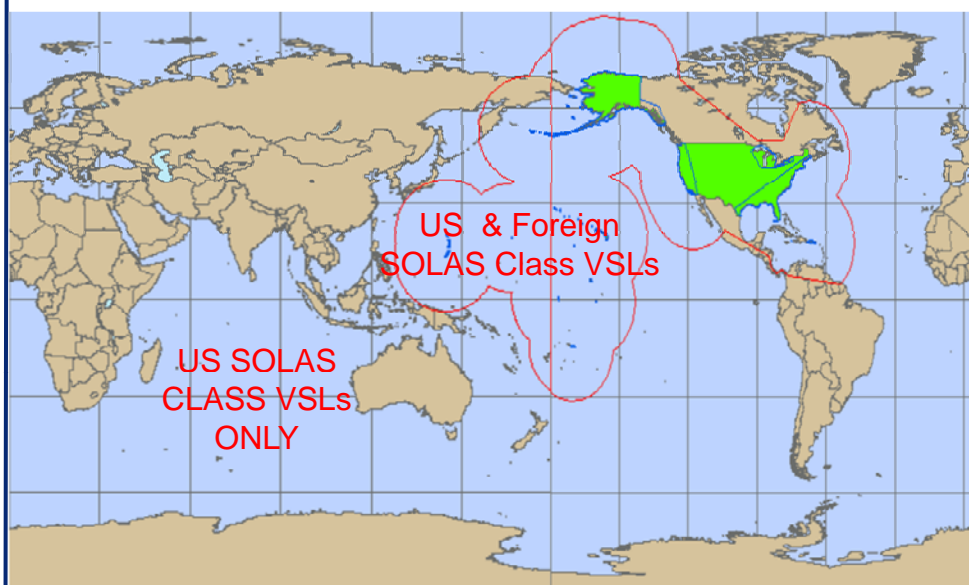 US & Foreign
SOLAS Class VSLs
US SOLAS
CLASS VSLs
ONLY